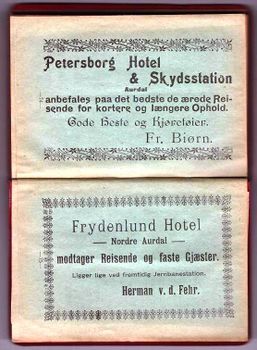 Petersborg Hotel
& Skydsstation
Aurdal
anbefales paa det bedste de ærede Rei-
sende for kortere og længere Ophold.
Gode Heste og Kjøretøier.
Fr. Biørn.
Frydenlund Hotel
— Nordre Aurdal —
modtager Reisende og faste Gjæster.
Ligger lige ved fremtidig Jernbanestation.
Herman v. d. Fehr.